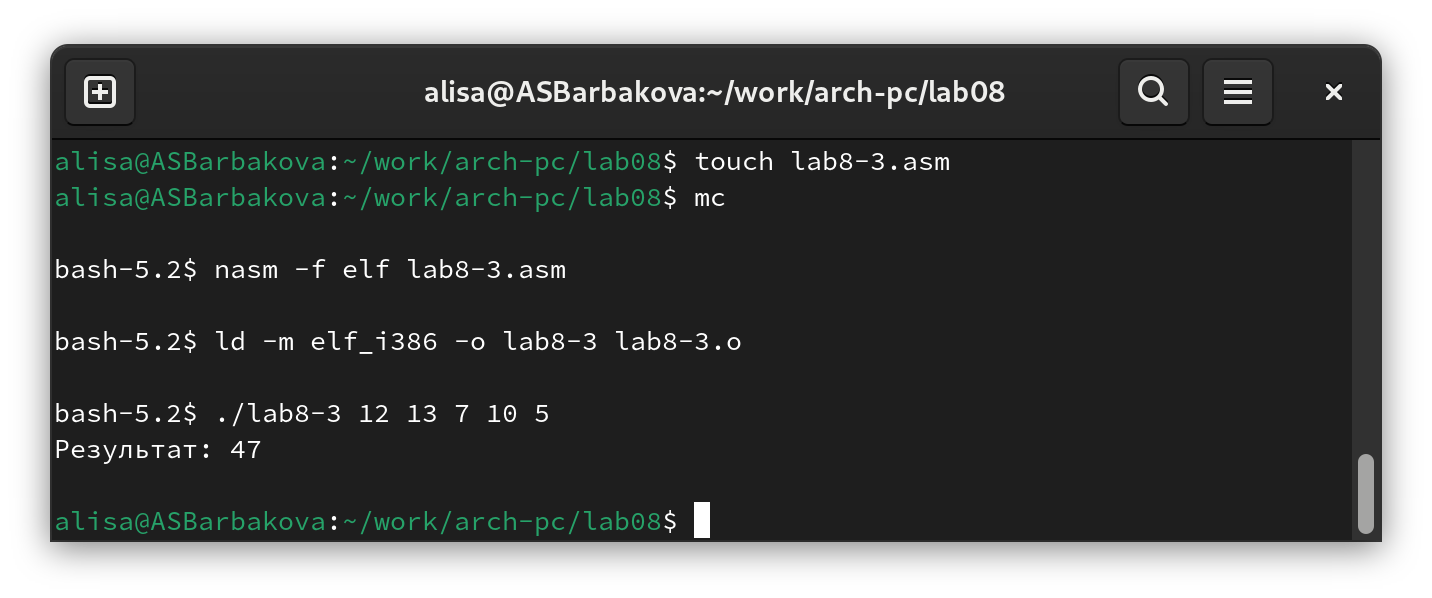 alisa@ASBarbakova:~/work/arch-pc/lab08
alisa@ASBarbakova:~/work/arch-pc/lab08$ touch lab8-3.asm
alisa@ASBarbakova:~/work/arch-pc/lab08$ mc
bash-5.2$ nasm -f elf lab8-3.asm
bash-5.2$ ld -m elf_i386 -o lab8-3 lab8-3.o
bash-5.2$ ./lab8-3 12 13 7 10 5
Результат: 47
alisa@ASBarbakova:~/work/arch-pc/lab08$